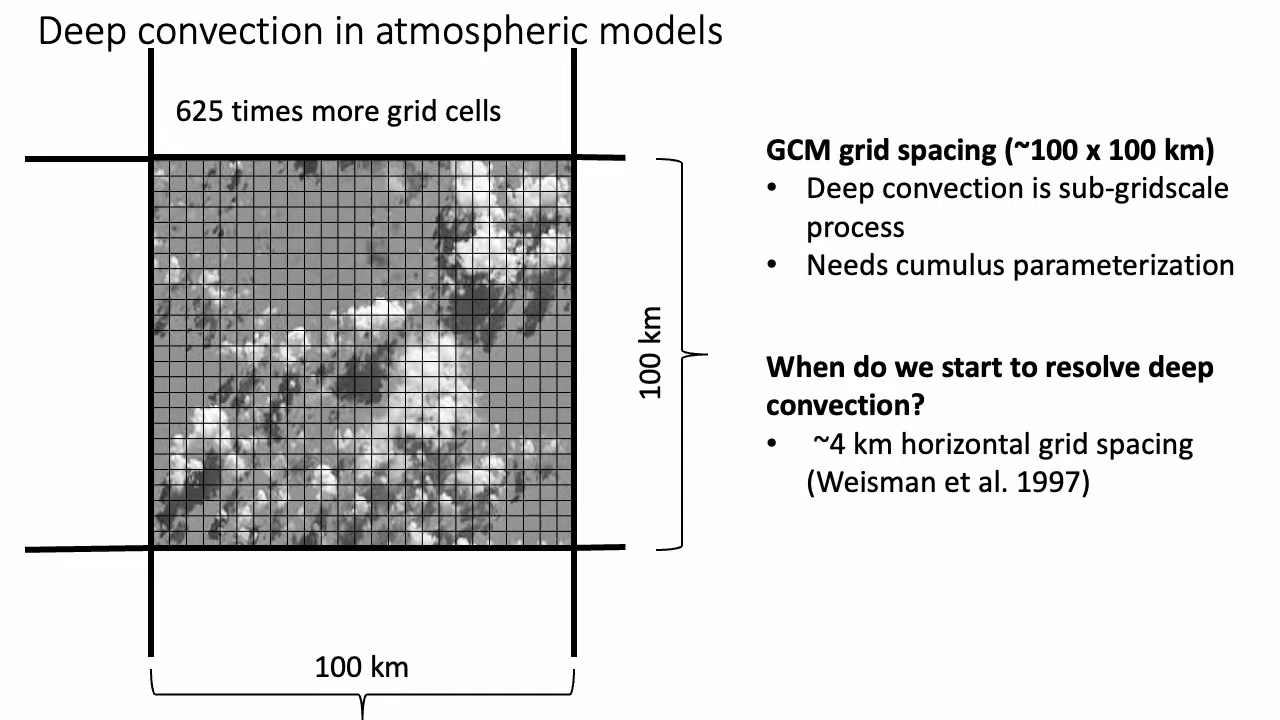 Deep convection in atmospheric models
625 times more grid cells
100 km
100 km
GCM grid spacing (~100 x 100 km)
• Deep convection is sub-gridscale
process
• Needs cumulus parameterization
When do we start to resolve deep
convection?
• ~4 km horizontal grid spacing
(Weisman et al. 1997)